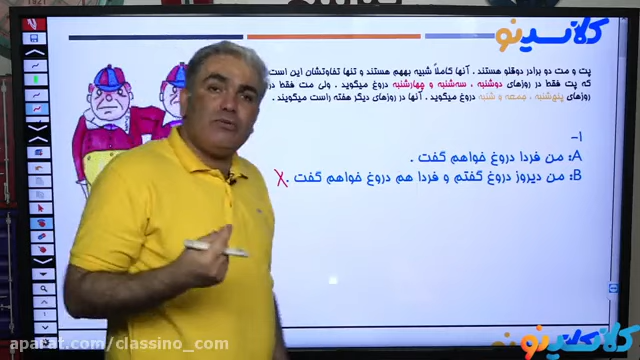 کلاسینو
پت و مت دو برادر دوقلو هستند . آنها کاملاً شبیه بههم هستند و تنها تفاوتشان این است
که پت فقط در روزهای دوشنبه ، سه‌شنبه و چهارشنبه دروغ میگوید . ولی مت فقط در
روزهای پنج‌شنبه ، جمعه و شنبه دروغ میگوید . آنها در روزهای دیگر هفته راست میگویند .
۱-
A: من فردا دروغ خواهم گفت .
B: من دیروز دروغ گفتم و فردا هم دروغ خواهم گفت . X
aparat.com/classino_com
کلاسینو